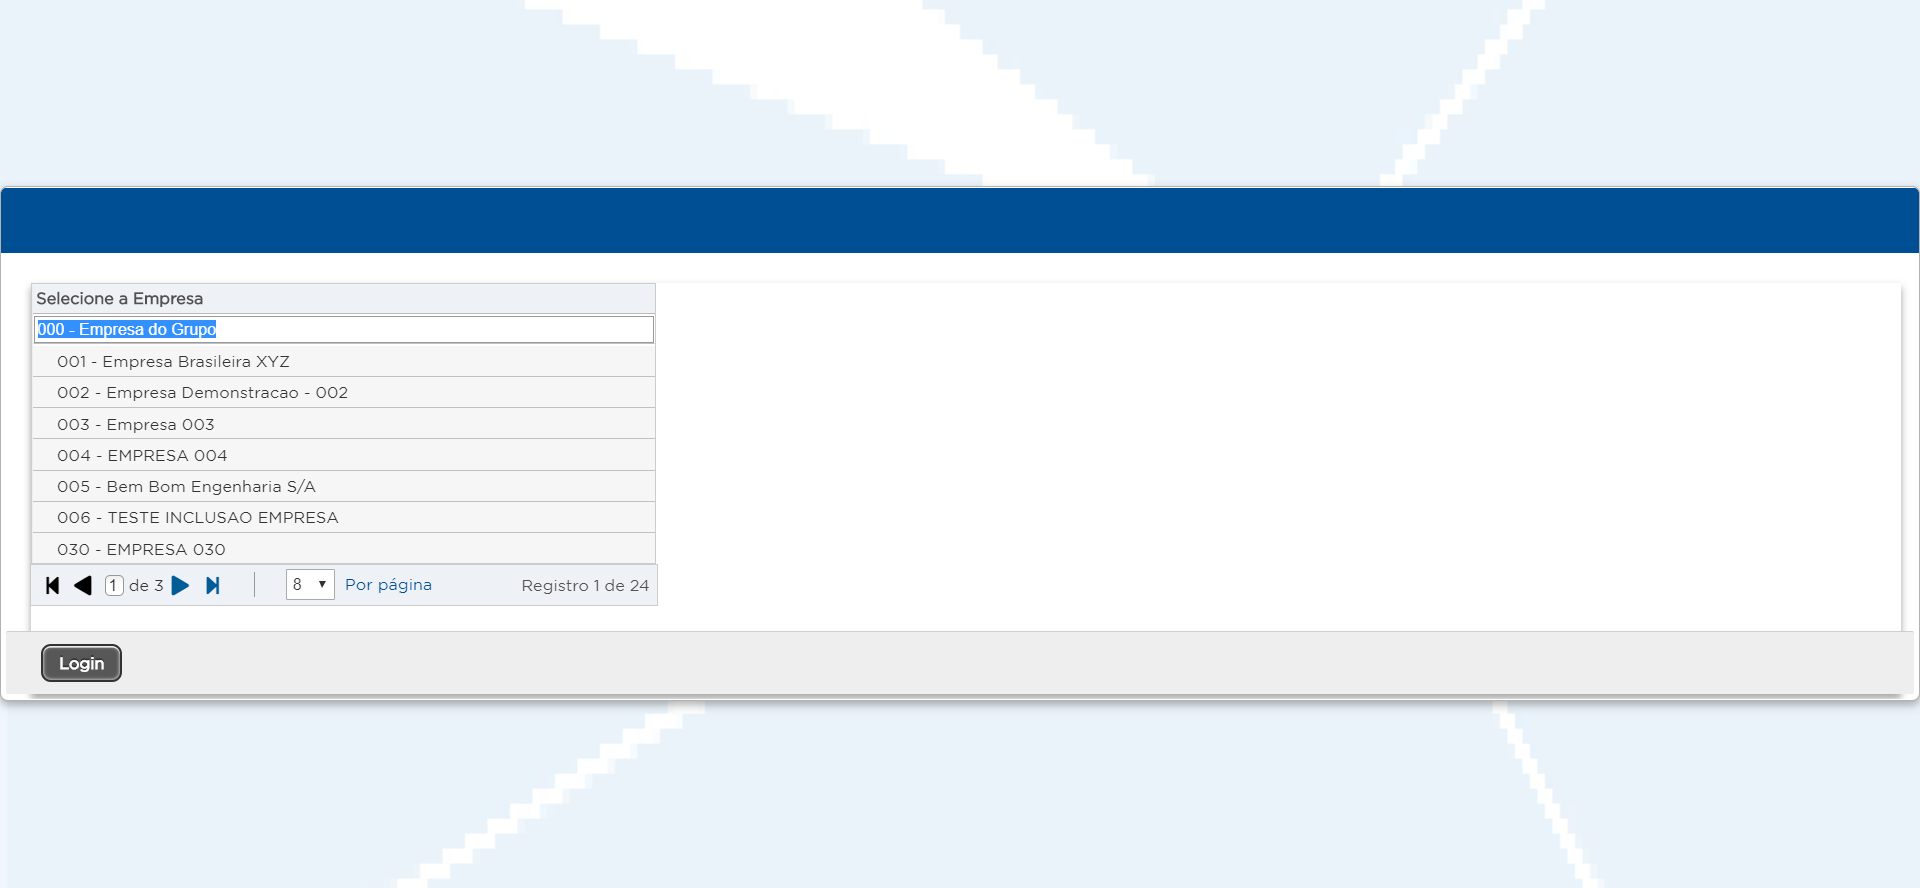 Selecione a Empresa
000 - Empresa do Grupo
001 - Empresa Brasileira XYZ
002 - Empresa Demonstracao - 002
003 - Empresa 003
004 - EMPRESA 004
005 - Bem Bom Engenharia S/A
006 - TESTE INCLUSAO EMPRESA
030 - EMPRESA 030
1 de 3 8 Por página Registro 1 de 24
Login